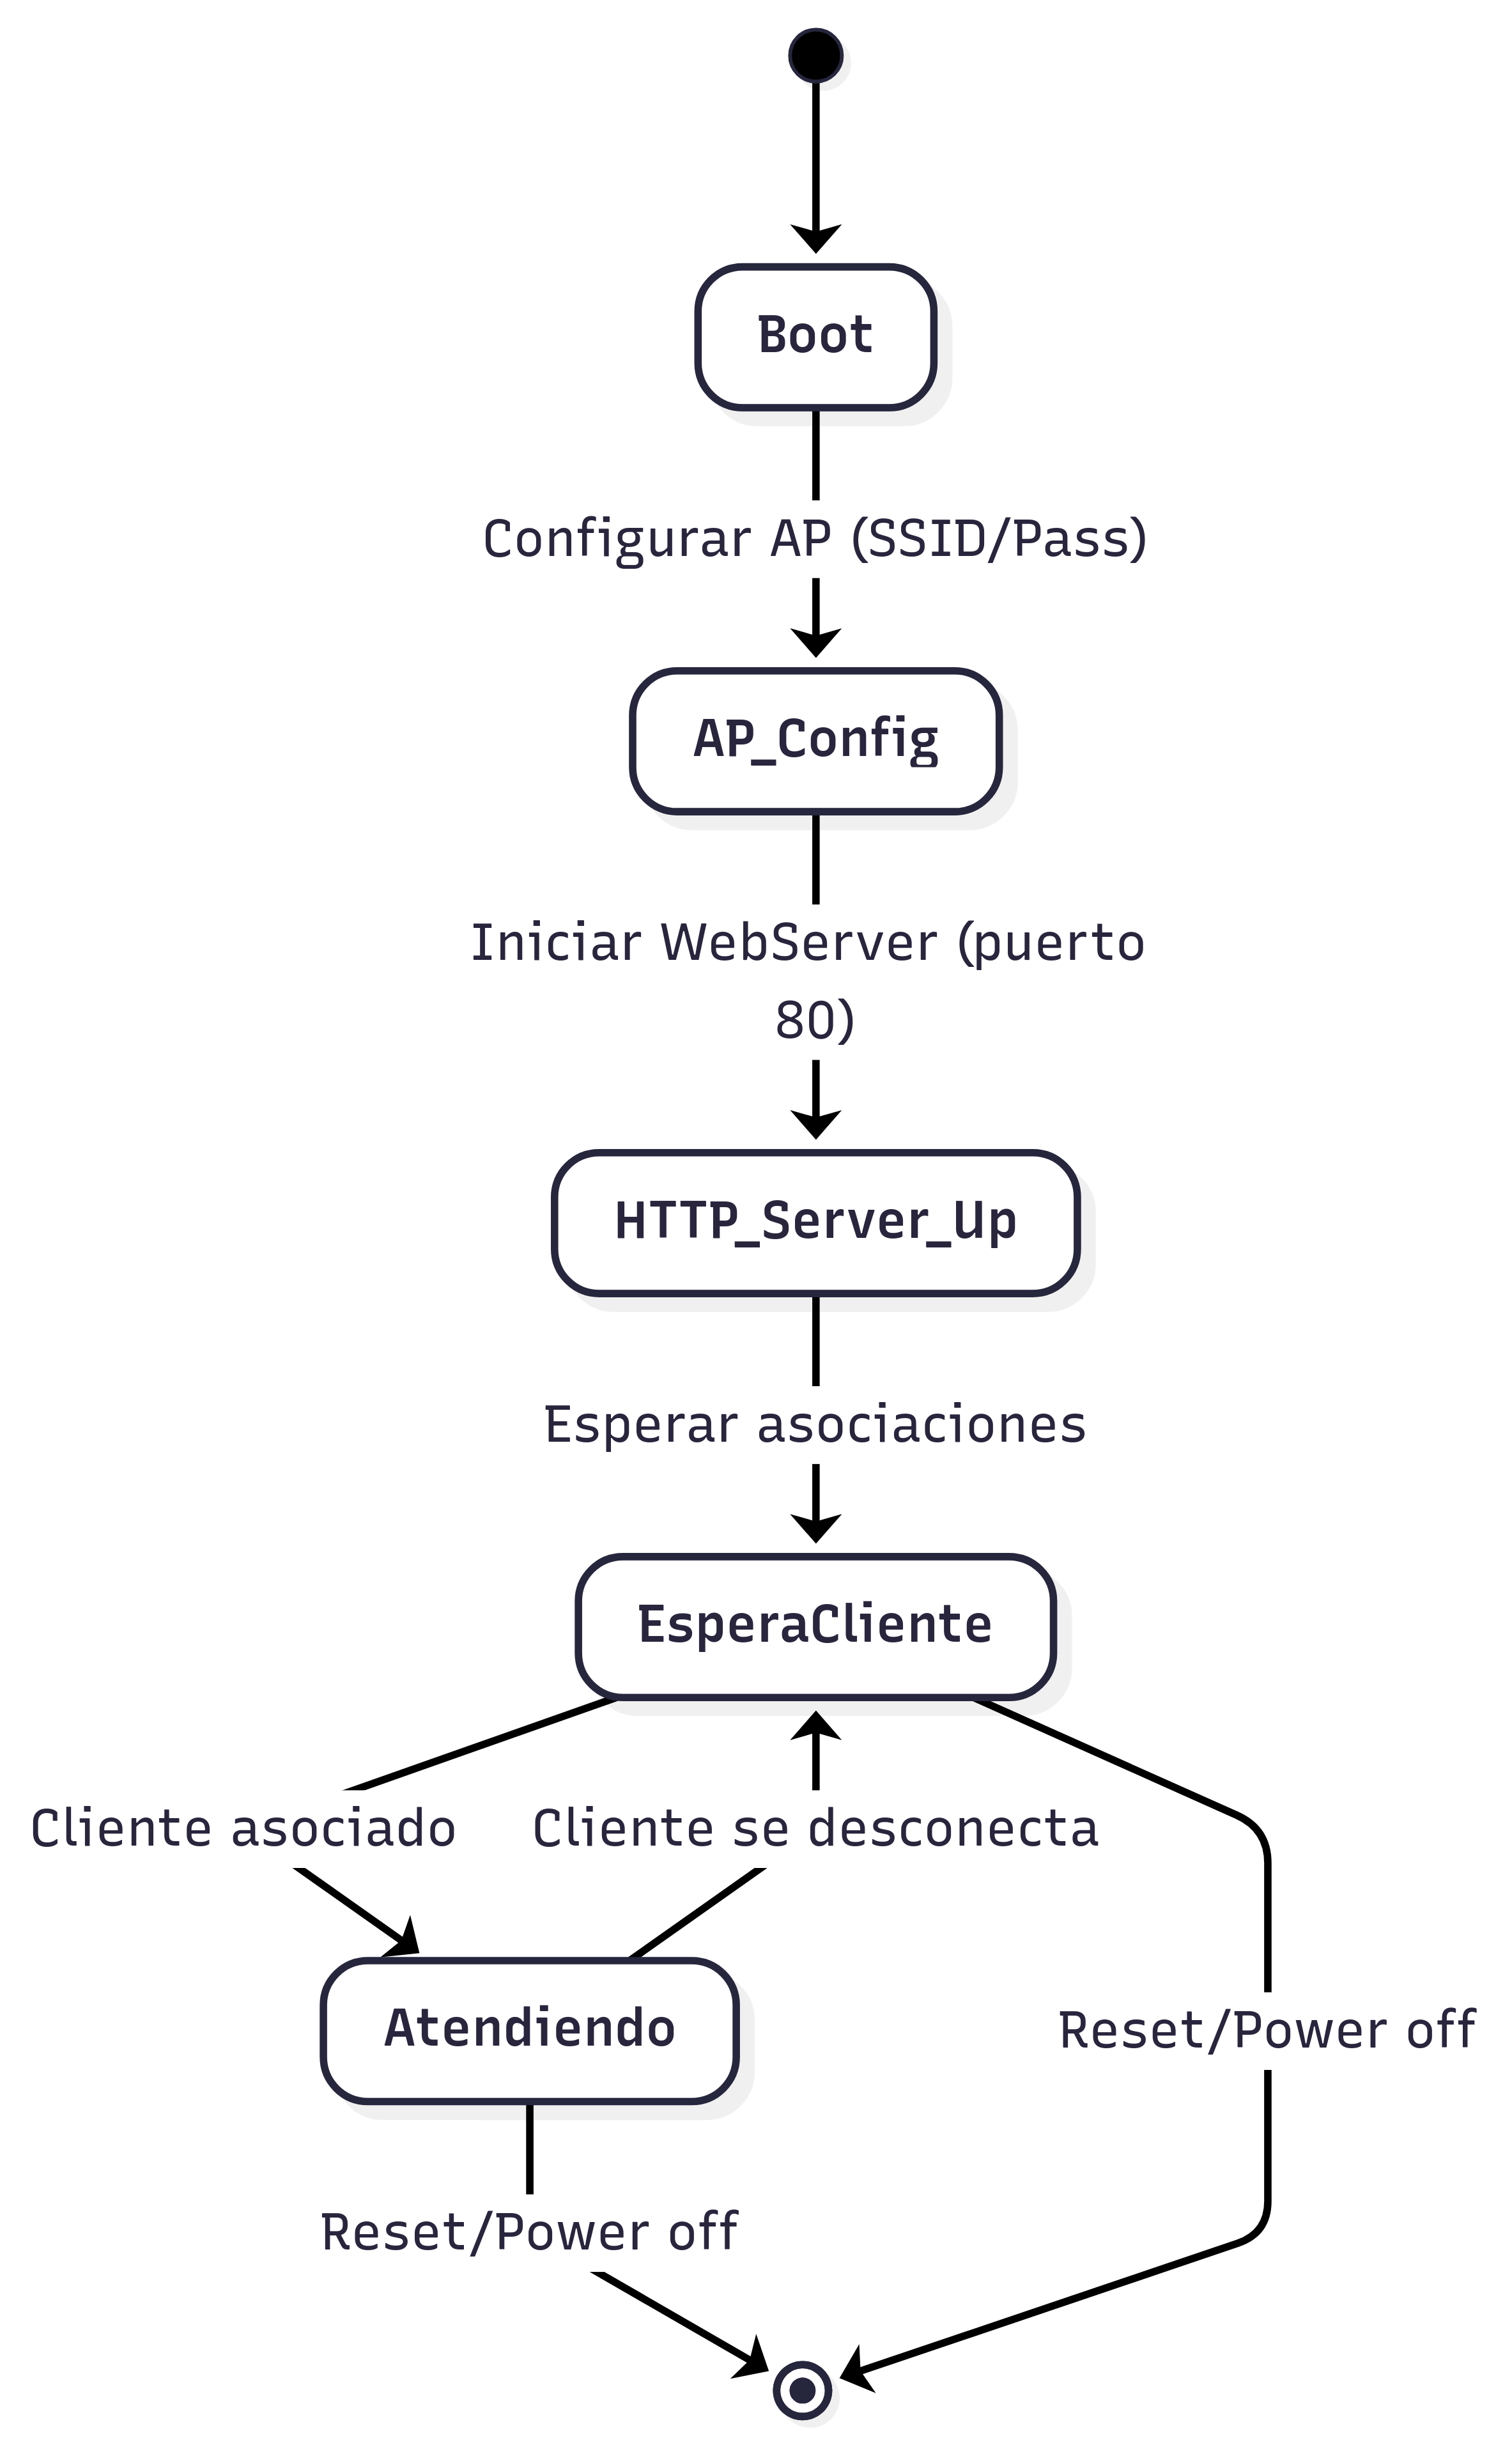 Boot
Configurar AP (SSID/Pass)
AP_Config
Iniciar WebServer (puerto
80)
HTTP_Server_Up
Esperar asociaciones
EsperaCliente
Cliente asociado
Cliente se desconecta
Atendiendo
Reset/Power off
Reset/Power off